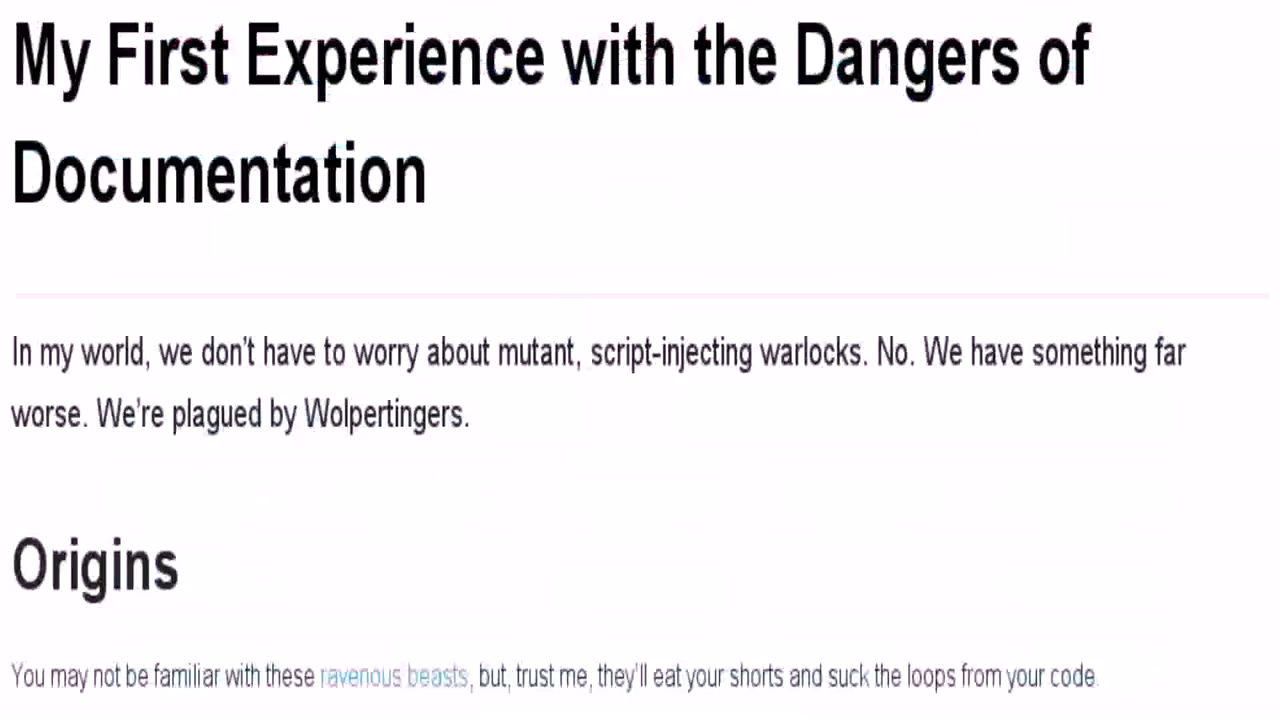 My First Experience with the Dangers of
Documentation
In my world, we don’t have to worry about mutant, script-injecting warlocks. No. We have something far
worse. We’re plagued by Wolpertingers.
Origins
You may not be familiar with these ravenous beasts, but, trust me, they’ll eat your shorts and suck the loops from your code.